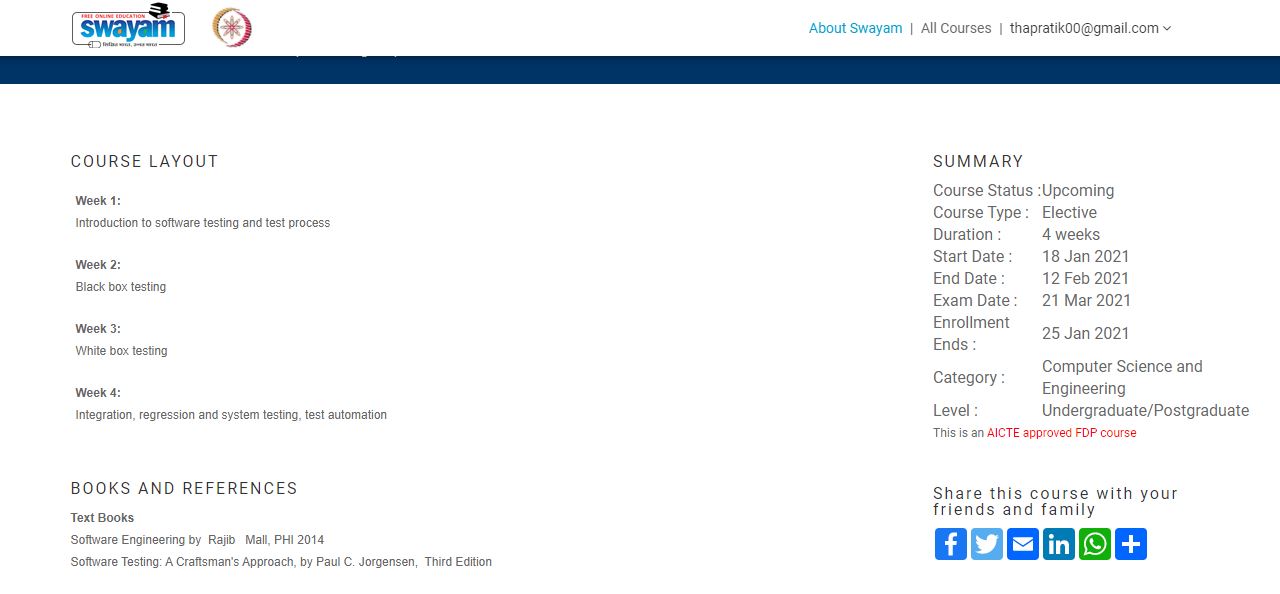 FREE ONLINE EDUCATION
swayam
शिक्षित भारत, उन्नत भारत
About Swayam | All Courses | thapratik00@gmail.com
COURSE LAYOUT
Week 1:
Introduction to software testing and test process
Week 2:
Black box testing
Week 3:
White box testing
Week 4:
Integration, regression and system testing, test automation
BOOKS AND REFERENCES
Text Books
Software Engineering by Rajib Mall, PHI 2014
Software Testing: A Craftsman's Approach, by Paul C. Jorgensen, Third Edition
SUMMARY
Course Status : Upcoming
Course Type : Elective
Duration : 4 weeks
Start Date : 18 Jan 2021
End Date : 12 Feb 2021
Exam Date : 21 Mar 2021
Enrollment
Ends : 25 Jan 2021
Category : Computer Science and
Engineering
Level : Undergraduate/Postgraduate
This is an AICTE approved FDP course
Share this course with your
friends and family